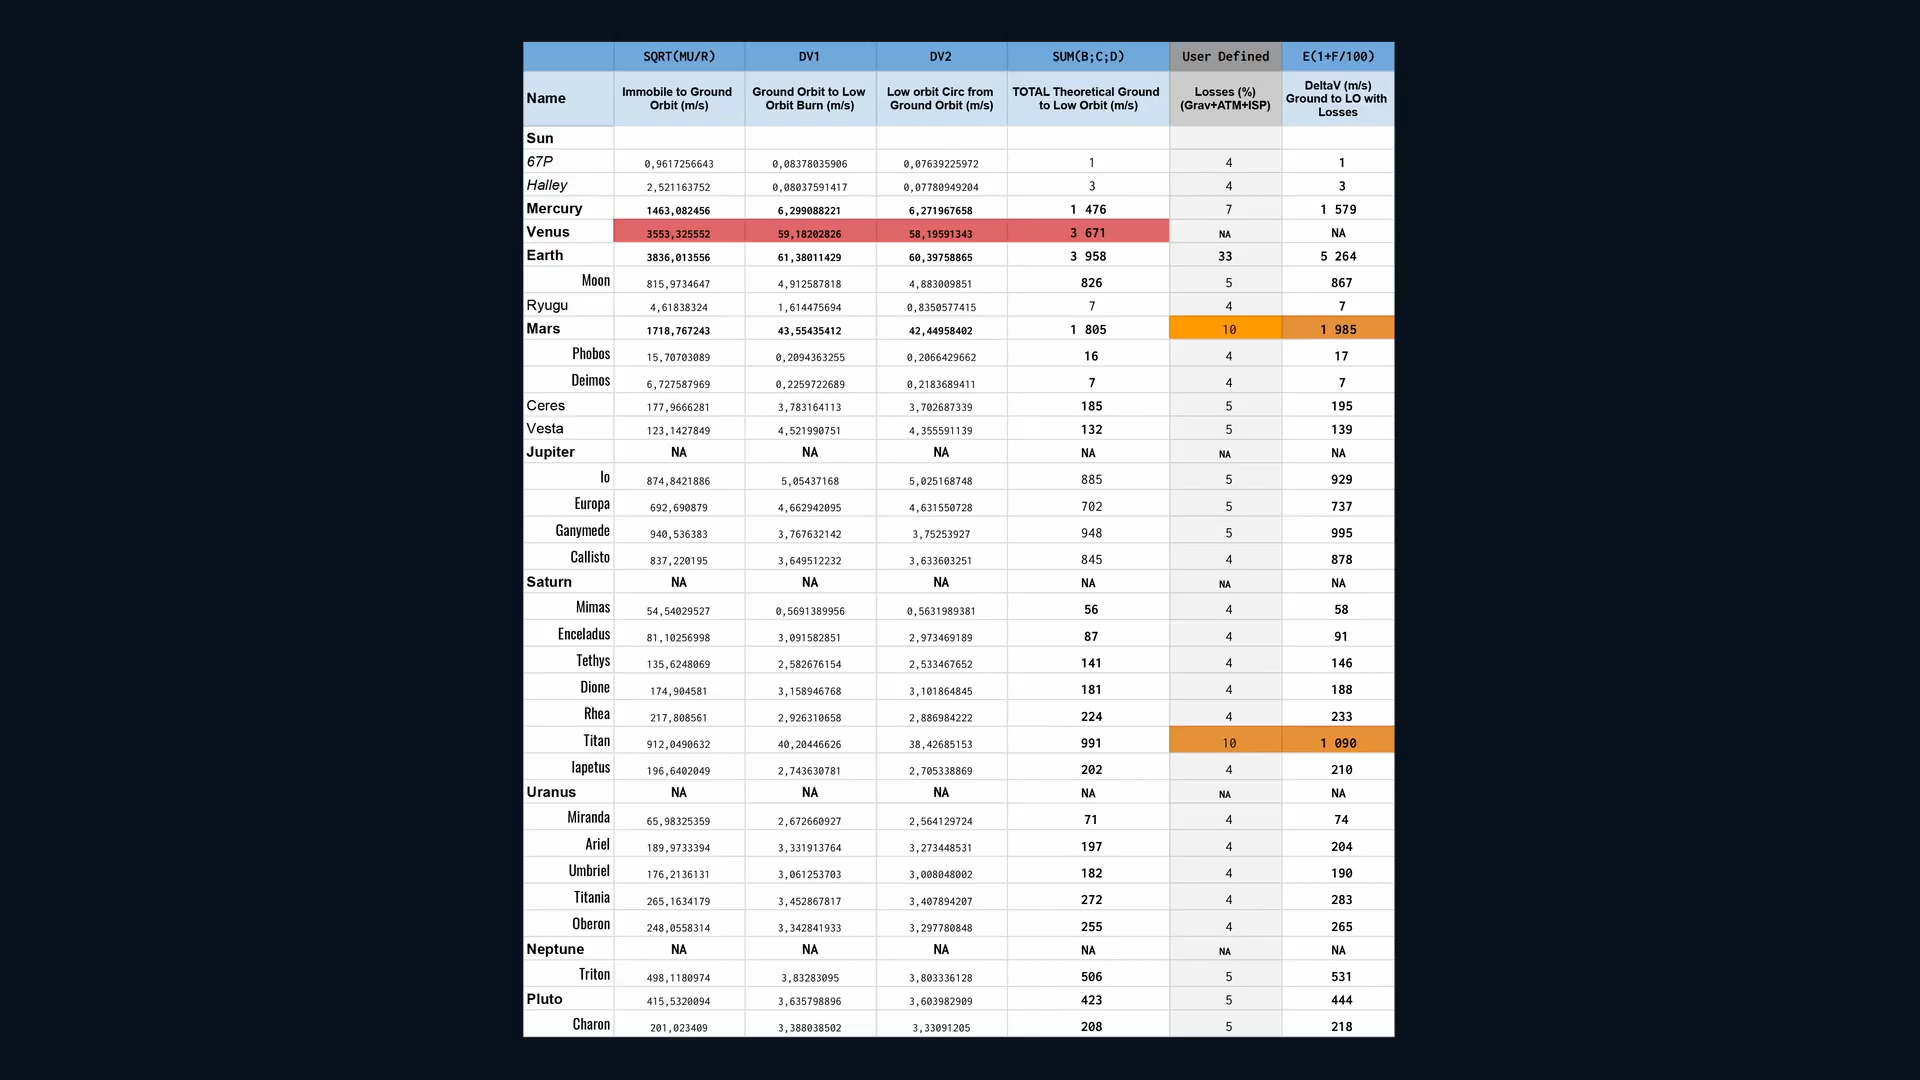 SQRT(MU/R) DV1 DV2 SUM(B;C;D) User Defined E(1+F/100)
Name Immobile to Ground Orbit (m/s) Ground Orbit to Low Orbit Burn (m/s) Low orbit Circ from Ground Orbit (m/s) TOTAL Theoretical Ground to Low Orbit (m/s) Losses (%) (Grav+ATM+ISP) DeltaV (m/s) Ground to LO with Losses
Sun
67P 0,9617256643 0,08378035906 0,07639225972 1 4 1
Halley 2,521163752 0,08037591417 0,07780949204 3 4 3
Mercury 1463,082456 6,299088221 6,271967658 1 476 7 1 579
Venus 3553,325552 59,18202826 58,19591343 3 671 NA NA
Earth 3836,013556 61,38011429 60,39758865 3 958 33 5 264
Moon 815,9734647 4,912587818 4,883009851 826 5 867
Ryugu 4,61838324 1,614475694 0,8350577415 7 4 7
Mars 1718,767243 43,55435412 42,44958402 1 805 10 1 985
Phobos 15,70703089 0,2094363255 0,2066429662 16 4 17
Deimos 6,727587969 0,2259722689 0,2183689411 7 4 7
Ceres 177,9666281 3,783164113 3,702687339 185 5 195
Vesta 123,1427849 4,521990751 4,355591139 132 5 139
Jupiter NA NA NA NA NA NA
Io 874,8421886 5,05437168 5,025168748 885 5 929
Europa 692,690879 4,662942095 4,631550728 702 5 737
Ganymede 940,536383 3,767632142 3,75253927 948 5 995
Callisto 837,220195 3,649512232 3,633603251 845 4 878
Saturn NA NA NA NA NA NA
Mimas 54,54029527 0,5691389956 0,5631989381 56 4 58
Enceladus 81,10256998 3,091582851 2,973469189 87 4 91
Tethys 135,6248069 2,582676154 2,533467652 141 4 146
Dione 174,904581 3,158946768 3,101864845 181 4 188
Rhea 217,808561 2,926310658 2,886984222 224 4 233
Titan 912,0490632 40,20446626 38,42685153 991 10 1 090
Iapetus 196,6402049 2,743630781 2,705338869 202 4 210
Uranus NA NA NA NA NA NA
Miranda 65,98325359 2,672660927 2,564129724 71 4 74
Ariel 189,9733394 3,331913764 3,273448531 197 4 204
Umbriel 176,2136131 3,061253703 3,008048002 182 4 190
Titania 265,1634179 3,452867817 3,407894207 272 4 283
Oberon 248,0558314 3,342841933 3,297780848 255 4 265
Neptune NA NA NA NA NA NA
Triton 498,1180974 3,83283095 3,803336128 506 5 531
Pluto 415,5320094 3,635798896 3,603982909 423 5 444
Charon 201,023409 3,388038502 3,33091205 208 5 218